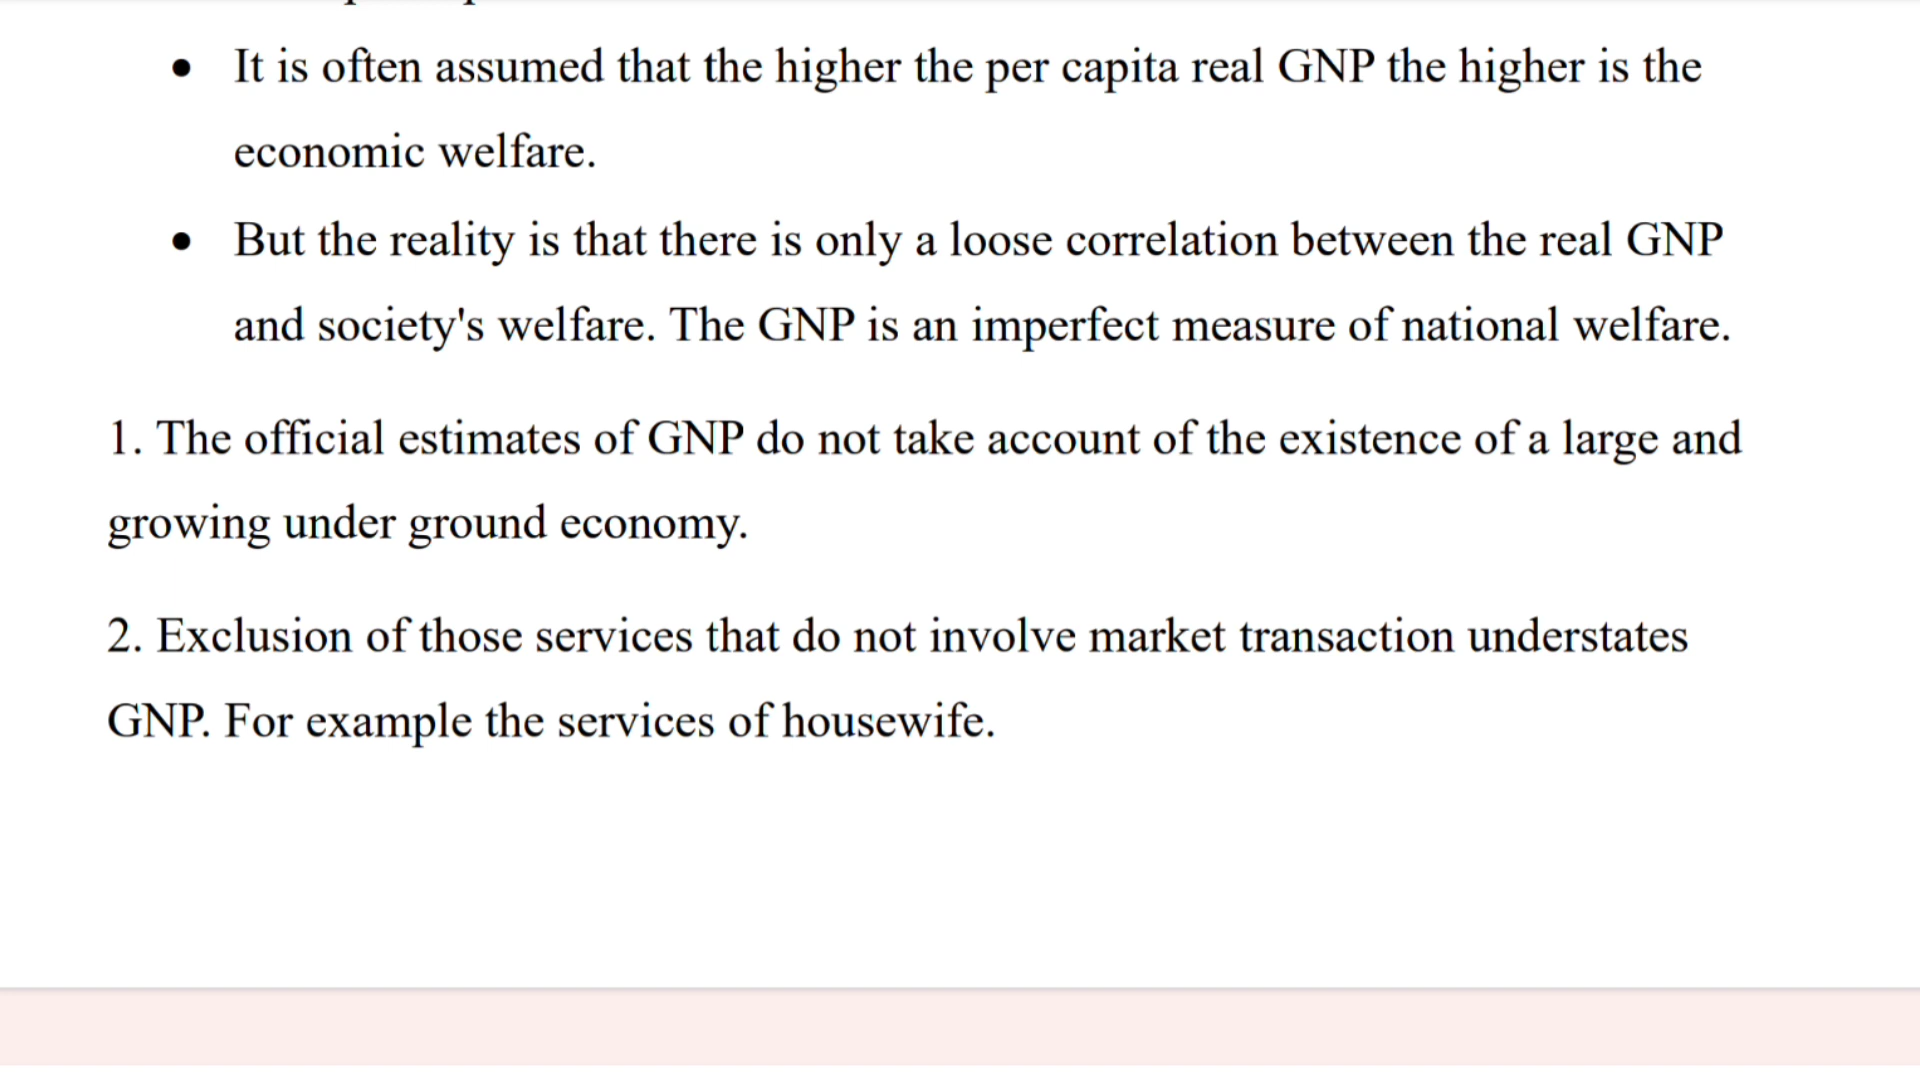 It is often assumed that the higher the per capita real GNP the higher is the
economic welfare.
But the reality is that there is only a loose correlation between the real GNP
and society's welfare. The GNP is an imperfect measure of national welfare.
1. The official estimates of GNP do not take account of the existence of a large and
growing under ground economy.
2. Exclusion of those services that do not involve market transaction understates
GNP. For example the services of housewife.